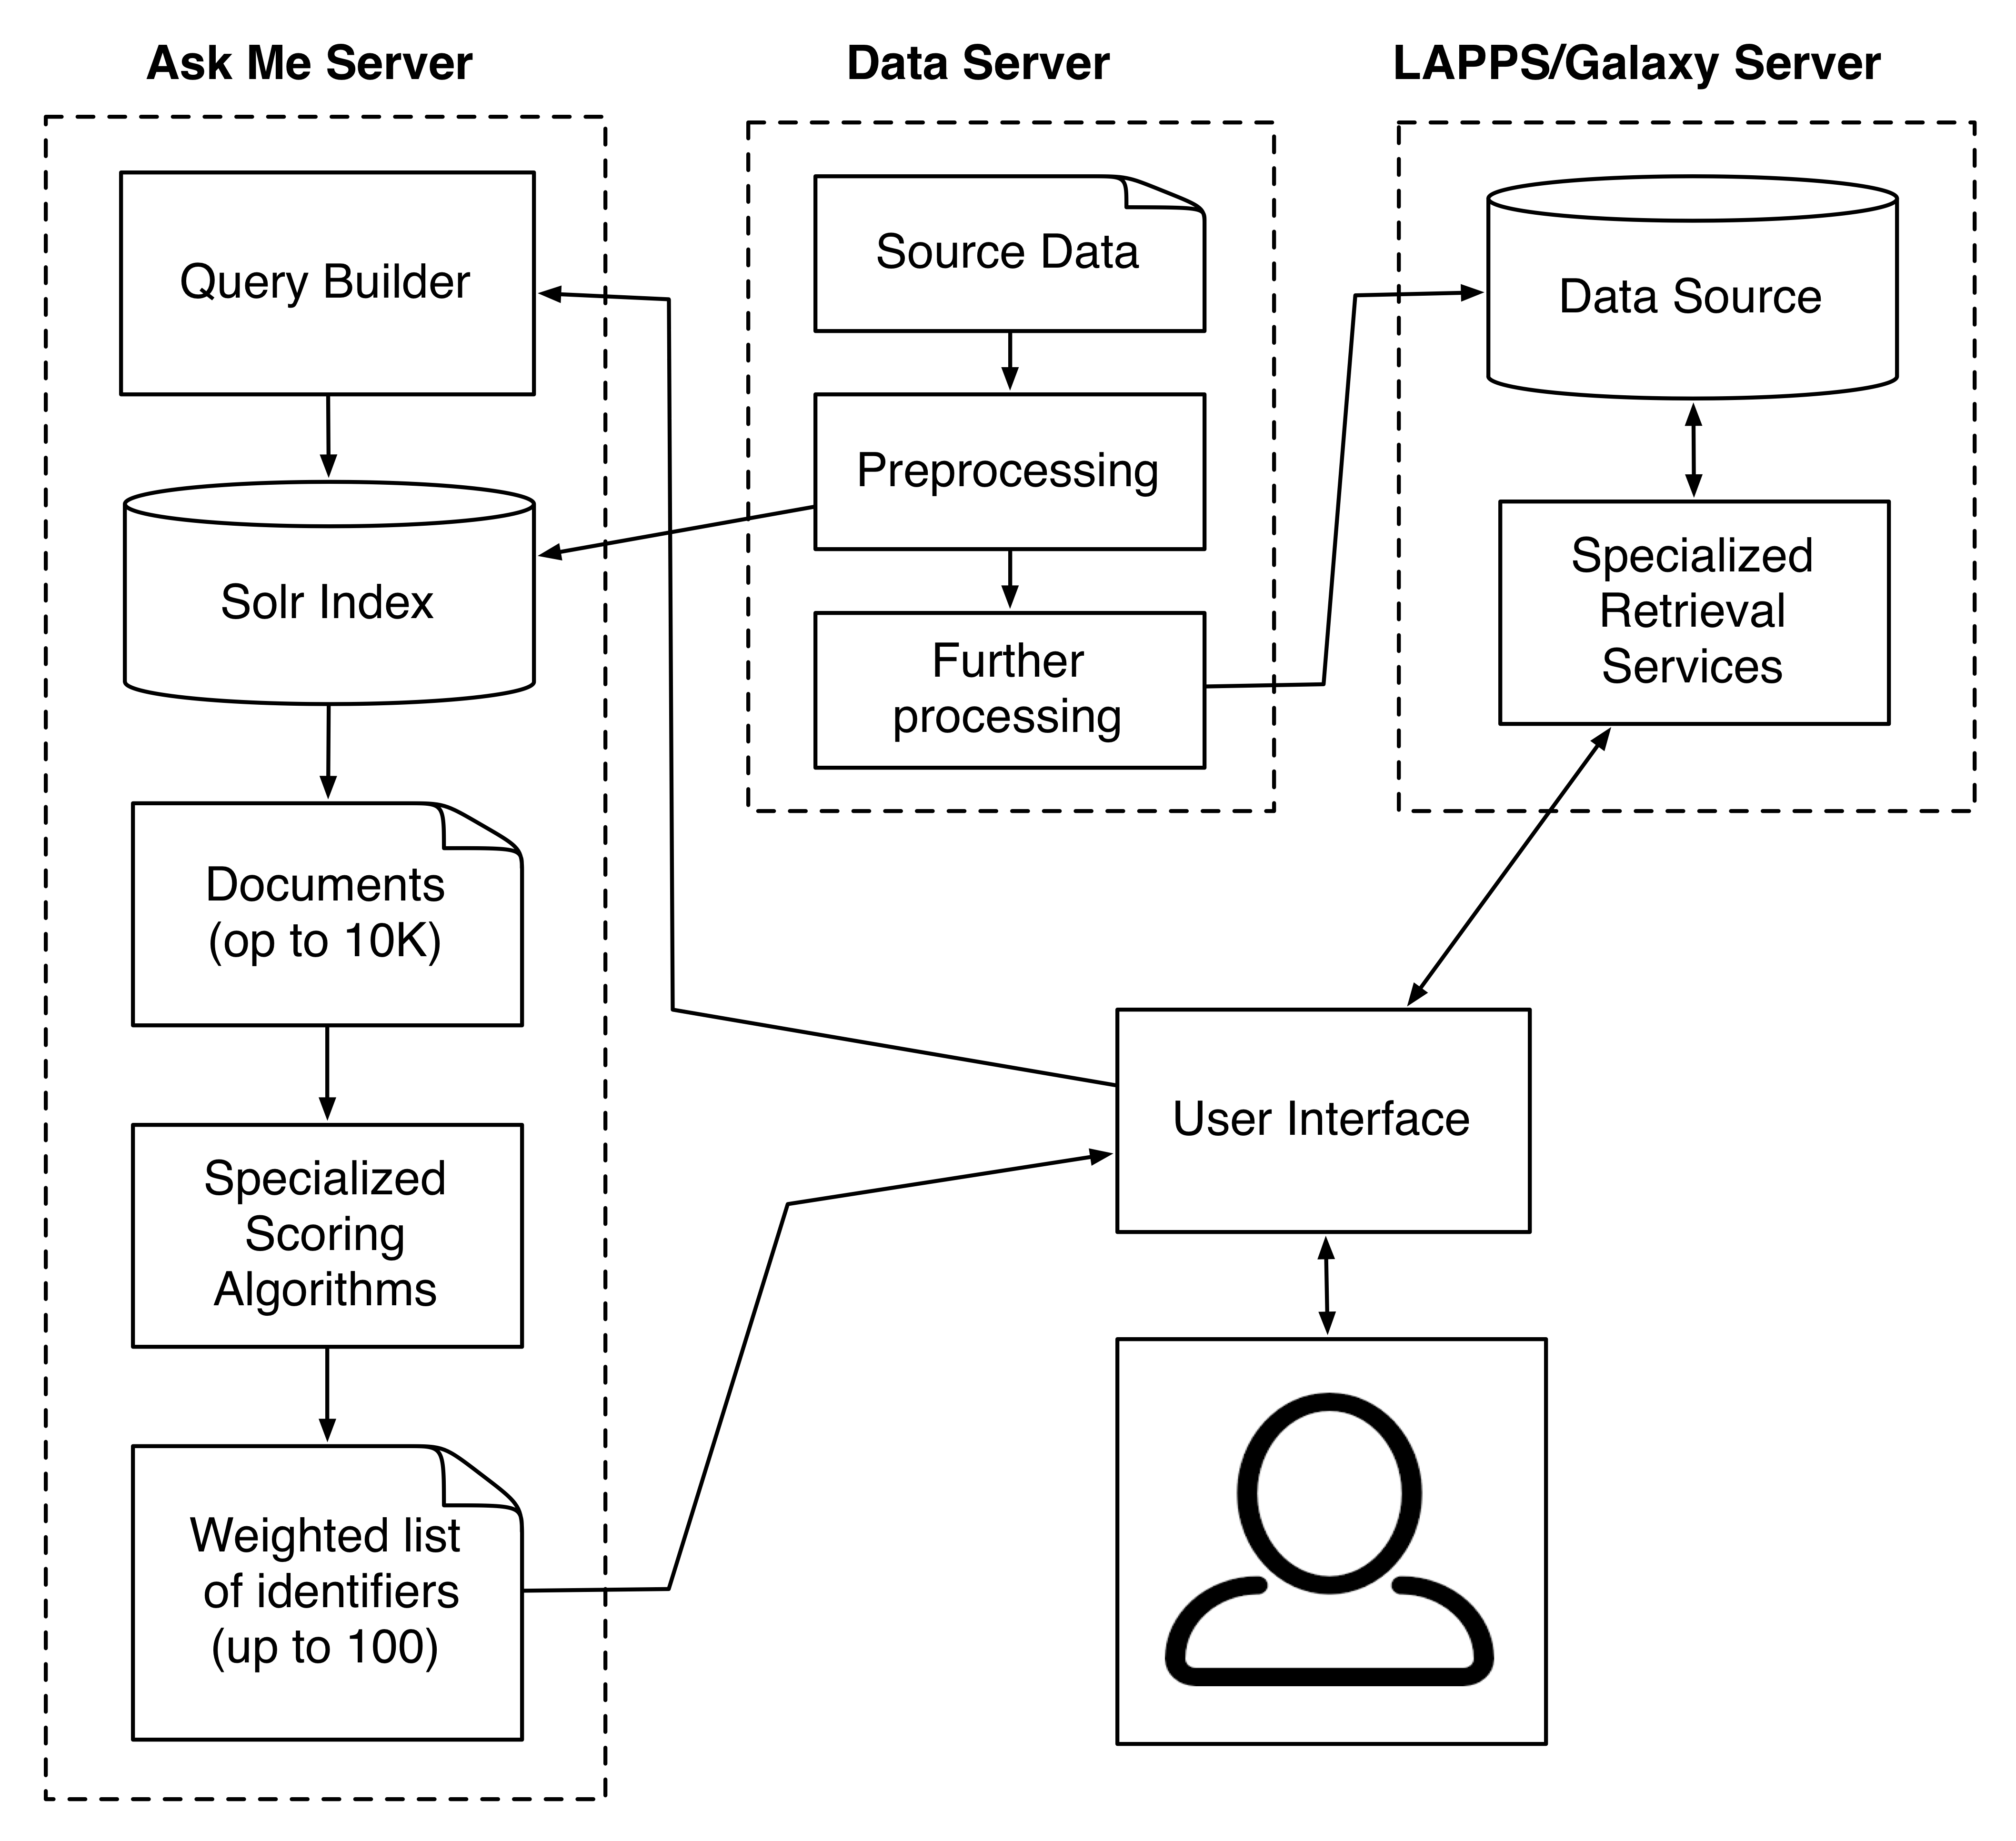 Ask Me Server
Query Builder
Solr Index
Documents
(op to 10K)
Specialized
Scoring
Algorithms
Weighted list
of identifiers
(up to 100)
Data Server
Source Data
Preprocessing
Further
processing
LAPPS/Galaxy Server
Data Source
Specialized
Retrieval
Services
User Interface